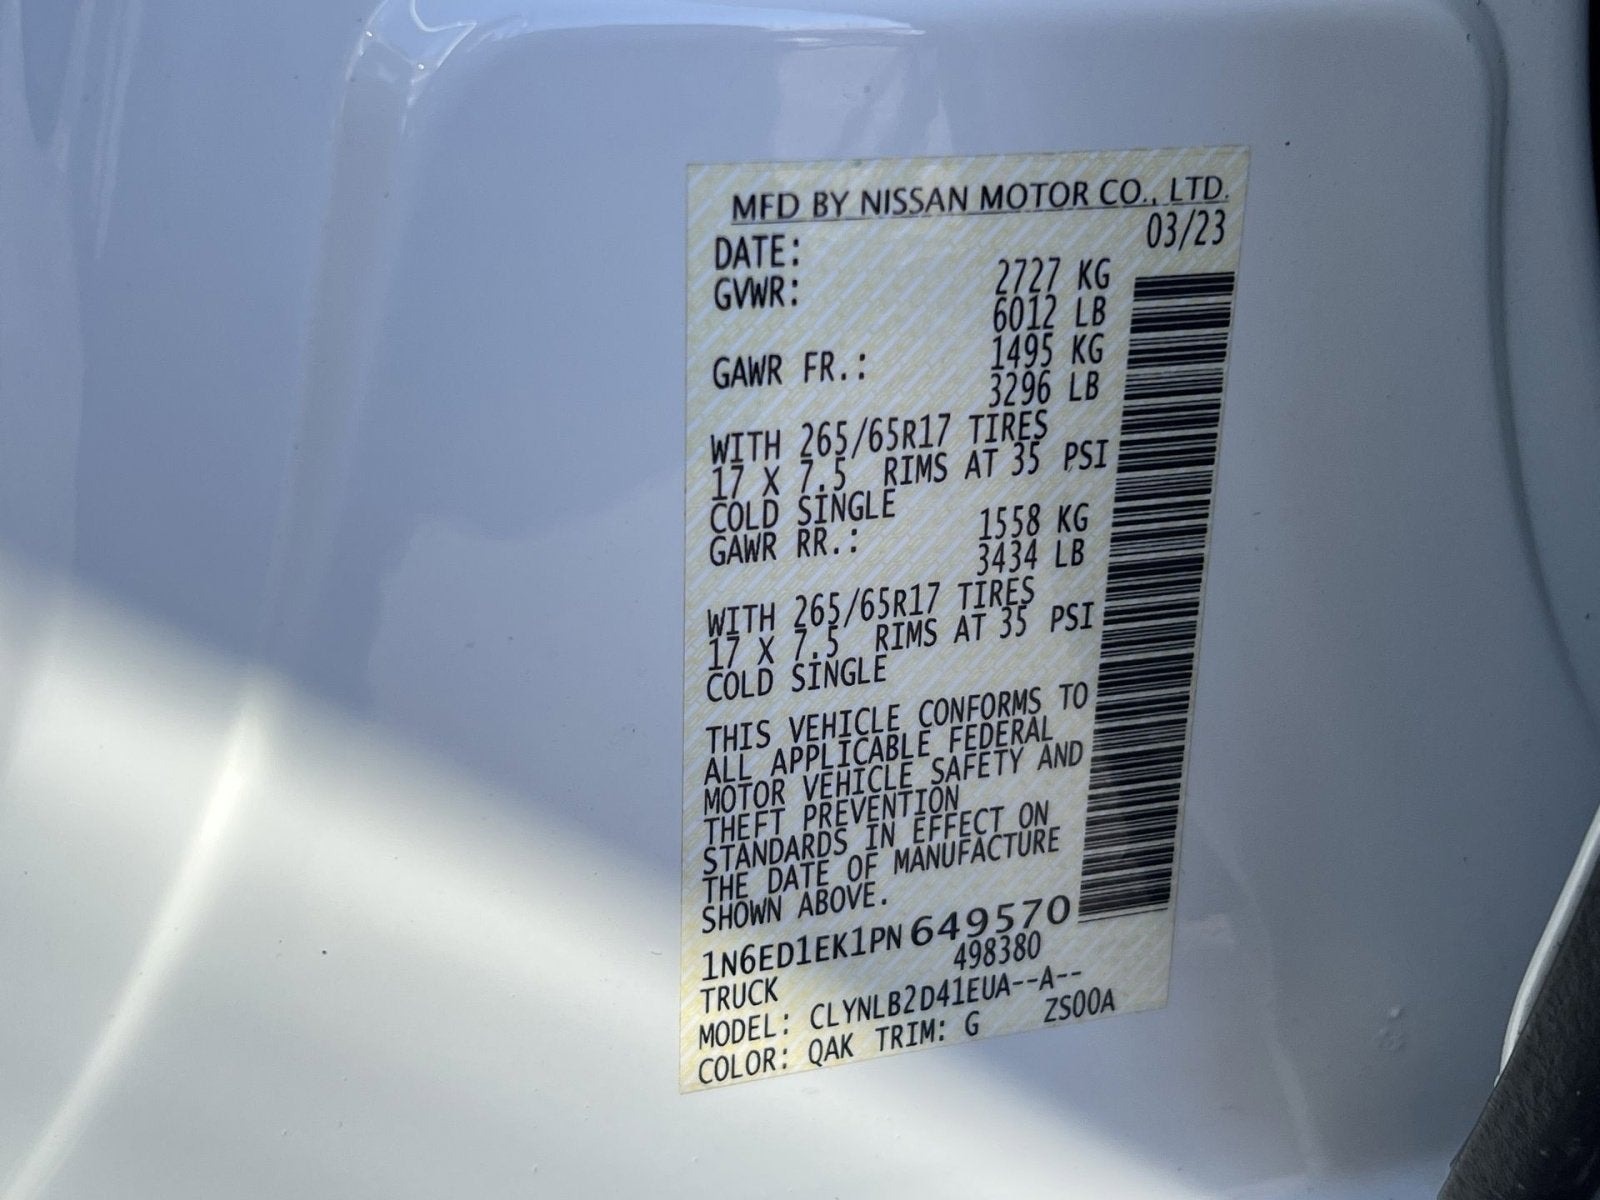 MFD BY NISSAN MOTOR CO., LTD.
DATE: 03/23
GVWR: 2727 KG
6012 LB
GAWR FR.: 1495 KG
3296 LB
WITH 265/65R17 TIRES
17 X 7.5 RIMS AT 35 PSI
COLD SINGLE
GAWR RR.: 1558 KG
3434 LB
WITH 265/65R17 TIRES
17 X 7.5 RIMS AT 35 PSI
COLD SINGLE
THIS VEHICLE CONFORMS TO
ALL APPLICABLE FEDERAL
MOTOR VEHICLE SAFETY AND
THEFT PREVENTION
STANDARDS IN EFFECT ON
THE DATE OF MANUFACTURE
SHOWN ABOVE.
1N6ED1EK1PN649570
TRUCK 498380
MODEL: CLYNLB2D41EUA--A--
COLOR: QAK TRIM: G ZS00A